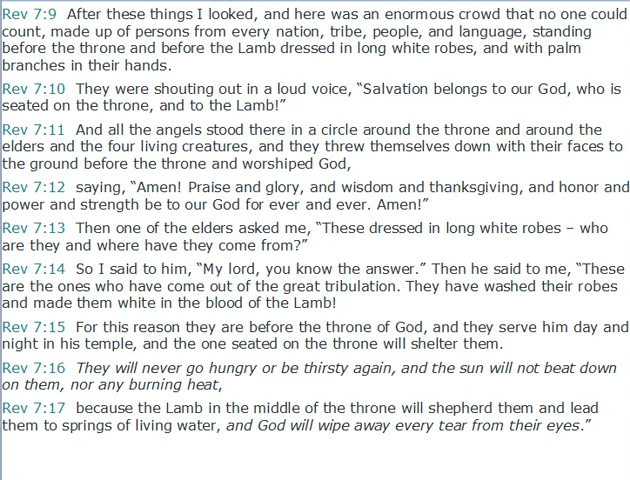 Rev 7:9 After these things I looked, and here was an enormous crowd that no one could
count, made up of persons from every nation, tribe, people, and language, standing
before the throne and before the Lamb dressed in long white robes, and with palm
branches in their hands.
Rev 7:10 They were shouting out in a loud voice, “Salvation belongs to our God, who is
seated on the throne, and to the Lamb!”
Rev 7:11 And all the angels stood there in a circle around the throne and around the
elders and the four living creatures, and they threw themselves down with their faces to
the ground before the throne and worshiped God,
Rev 7:12 saying, “Amen! Praise and glory, and wisdom and thanksgiving, and honor and
power and strength be to our God for ever and ever. Amen!”
Rev 7:13 Then one of the elders asked me, “These dressed in long white robes – who
are they and where have they come from?”
Rev 7:14 So I said to him, “My lord, you know the answer.” Then he said to me, “These
are the ones who have come out of the great tribulation. They have washed their robes
and made them white in the blood of the Lamb!
Rev 7:15 For this reason they are before the throne of God, and they serve him day and
night in his temple, and the one seated on the throne will shelter them.
Rev 7:16 They will never go hungry or be thirsty again, and the sun will not beat down
on them, nor any burning heat,
Rev 7:17 because the Lamb in the middle of the throne will shepherd them and lead
them to springs of living water, and God will wipe away every tear from their eyes.”